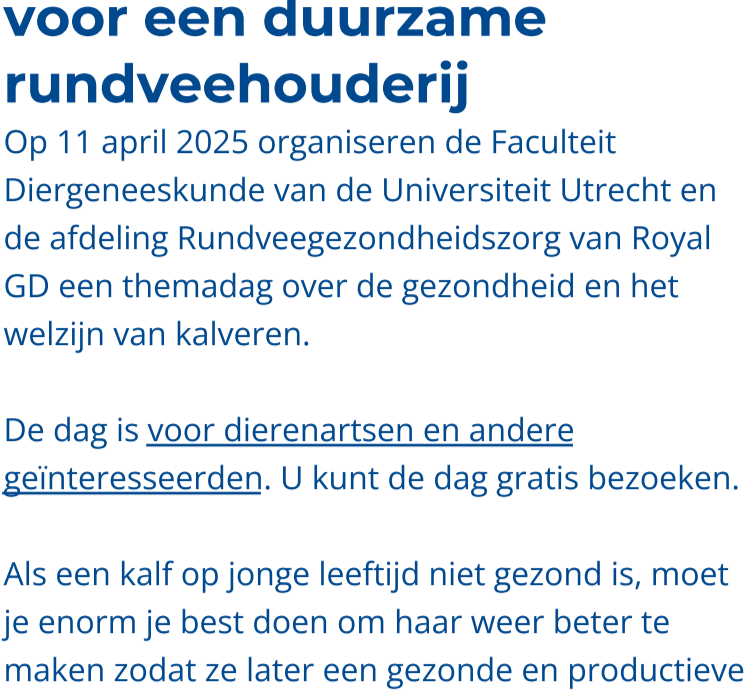 voor een duurzame
rundveehouderij
Op 11 april 2025 organiseren de Faculteit
Diergeneeskunde van de Universiteit Utrecht en
de afdeling Rundveegezondheidszorg van Royal
GD een themadag over de gezondheid en het
welzijn van kalveren.
De dag is voor dierenartsen en andere
geïnteresseerden. U kunt de dag gratis bezoeken.
Als een kalf op jonge leeftijd niet gezond is, moet
je enorm je best doen om haar weer beter te
maken zodat ze later een gezonde en productieve